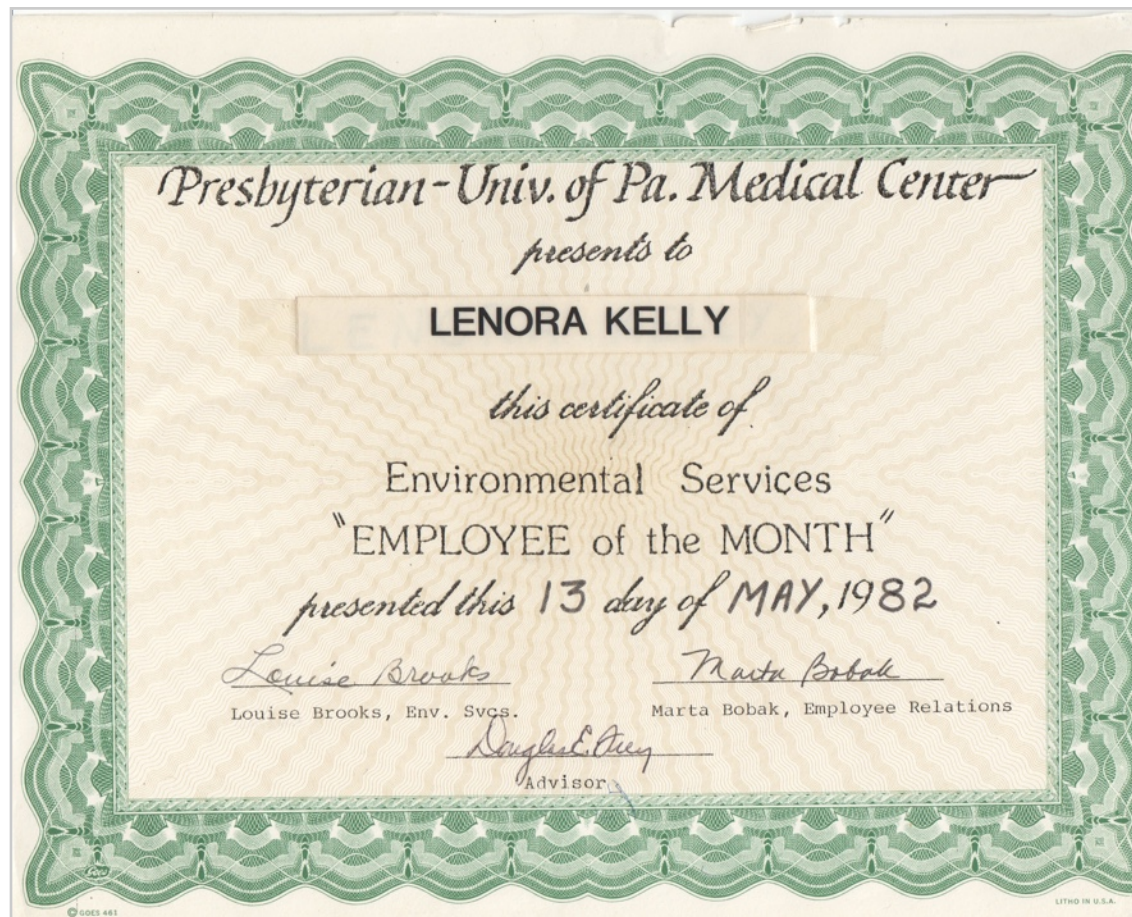 Presbyterian-Univ. of Pa. Medical Center
presents to
LENORA KELLY
this certificate of
Environmental Services
"EMPLOYEE of the MONTH"
presented this 13 day of MAY, 1982
Louise Brooks Marta Bobak
Louise Brooks, Env. Svcs. Marta Bobak, Employee Relations
Douglas E.
Advisor
Goes
© GOES 461
LITHO IN U.S.A.